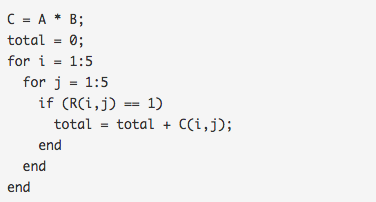 C = A * B;
total = 0;
for i = 1:5
  for j = 1:5
    if (R(i,j) == 1)
      total = total + C(i,j);
    end
  end
end